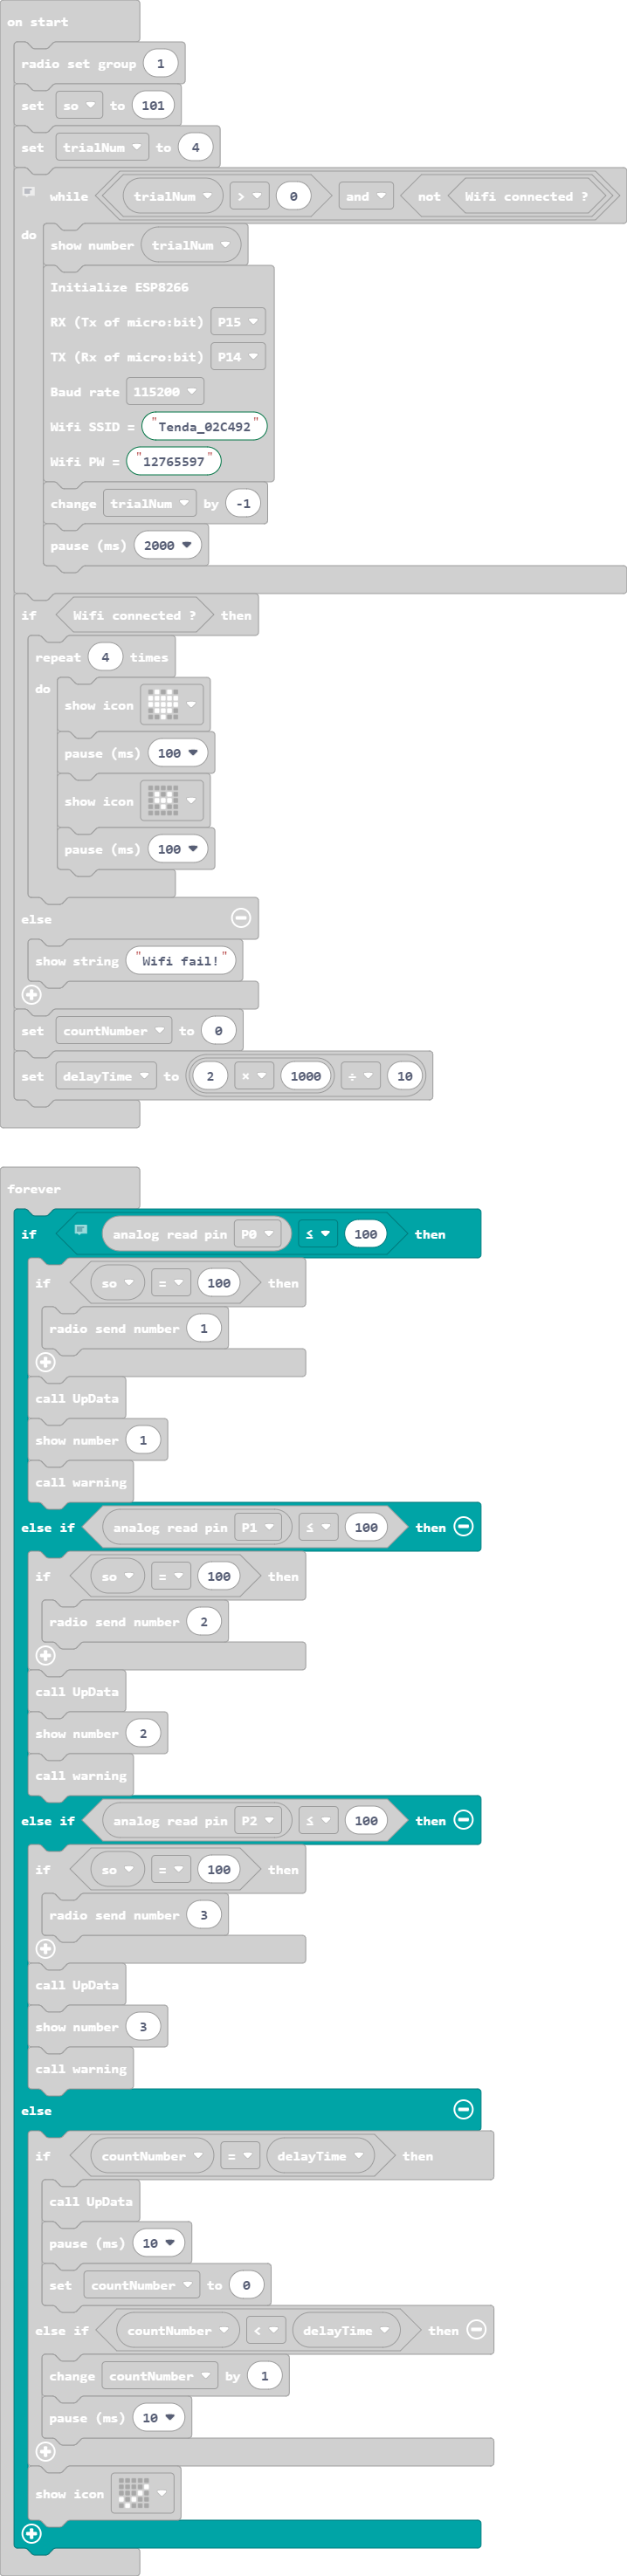 on start
radio set group 1
set so to 101
set trialNum to 4
while trialNum > 0 and not Wifi connected ?
do
show number trialNum
Initialize ESP8266
RX (Tx of micro:bit) P15
TX (Rx of micro:bit) P14
Baud rate 115200
Wifi SSID = "Tenda_02C492"
Wifi PW = "12765597"
change trialNum by -1
pause (ms) 2000
if Wifi connected ? then
repeat 4 times
do
show icon
pause (ms) 100
show icon
pause (ms) 100
else
show string "Wifi fail!"
set countNumber to 0
set delayTime to 2 × 1000 ÷ 10
forever
if analog read pin P0 ≤ 100 then
if so = 100 then
radio send number 1
call UpData
show number 1
call warning
else if analog read pin P1 ≤ 100 then
if so = 100 then
radio send number 2
call UpData
show number 2
call warning
else if analog read pin P2 ≤ 100 then
if so = 100 then
radio send number 3
call UpData
show number 3
call warning
else
if countNumber = delayTime then
call UpData
pause (ms) 10
set countNumber to 0
else if countNumber < delayTime then
change countNumber by 1
pause (ms) 10
show icon